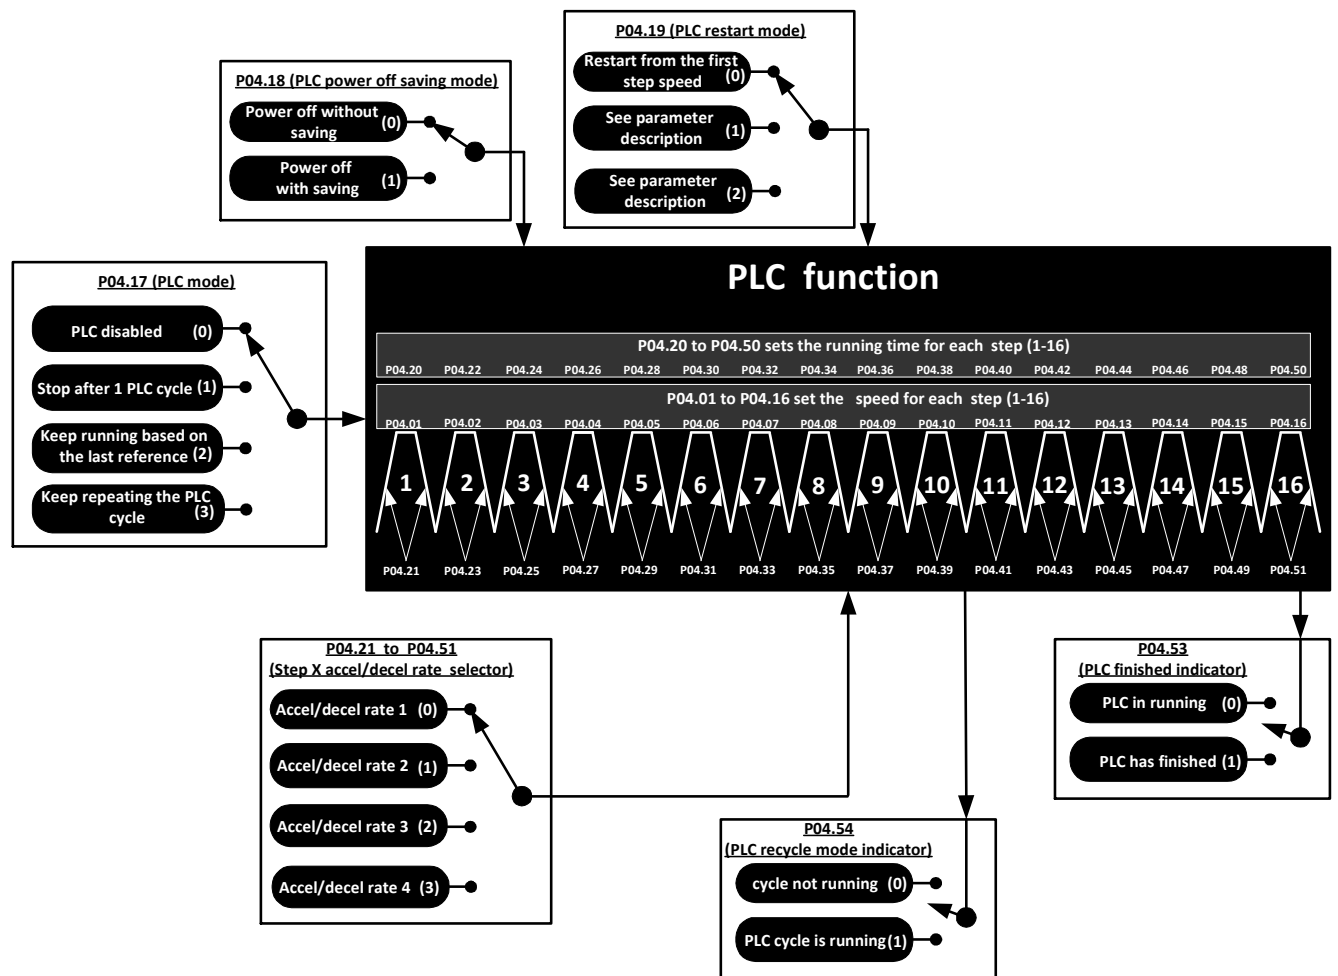 P04.19 (PLC restart mode)
Restart from the first
step speed (0)
See parameter
description (1)
See parameter
description (2)
P04.18 (PLC power off saving mode)
Power off without
saving (0)
Power off
with saving (1)
P04.17 (PLC mode)
PLC disabled (0)
Stop after 1 PLC cycle (1)
Keep running based on
the last reference (2)
Keep repeating the PLC
cycle (3)
PLC function
P04.20 to P04.50 sets the running time for each step (1-16)
P04.20 P04.22 P04.24 P04.26 P04.28 P04.30 P04.32 P04.34 P04.36 P04.38 P04.40 P04.42 P04.44 P04.46 P04.48 P04.50
P04.01 to P04.16 set the speed for each step (1-16)
P04.01 P04.02 P04.03 P04.04 P04.05 P04.06 P04.07 P04.08 P04.09 P04.10 P04.11 P04.12 P04.13 P04.14 P04.15 P04.16
1 2 3 4 5 6 7 8 9 10 11 12 13 14 15 16
P04.21 P04.23 P04.25 P04.27 P04.29 P04.31 P04.33 P04.35 P04.37 P04.39 P04.41 P04.43 P04.45 P04.47 P04.49 P04.51
P04.21 to P04.51
(Step X accel/decel rate selector)
Accel/decel rate 1 (0)
Accel/decel rate 2 (1)
Accel/decel rate 3 (2)
Accel/decel rate 4 (3)
P04.53
(PLC finished indicator)
PLC in running (0)
PLC has finished (1)
P04.54
(PLC recycle mode indicator)
cycle not running (0)
PLC cycle is running (1)